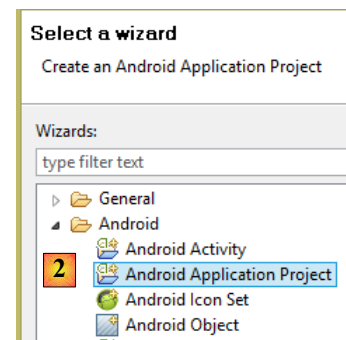 Select a wizard
Create an Android Application Project
Wizards:
type filter text
General
Android
Android Activity
2 Android Application Project
Android Icon Set
Android Object